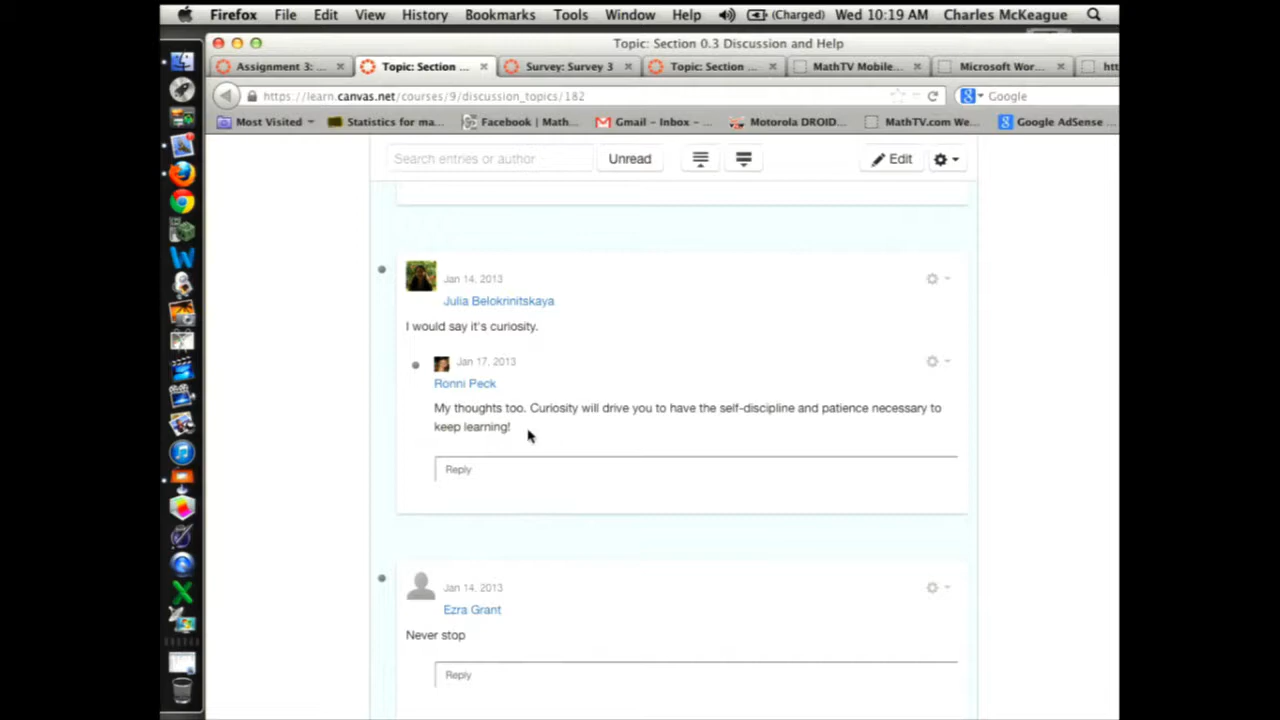 Firefox File Edit View History Bookmarks Tools Window Help (Charged) Wed 10:19 AM Charles McKeague
Topic: Section 0.3 Discussion and Help
Assignment 3: ... Topic: Section ... Survey: Survey 3 Topic: Section ... MathTV Mobile... Microsoft Wor... htt
https://learn.canvas.net/courses/9/discussion_topics/182 Google
Most Visited Statistics for ma... Facebook | Math... Gmail – Inbox – ... Motorola DROID... MathTV.com We... Google AdSense
Search entries or author Unread Edit
Jan 14, 2013
Julia Belokrinitskaya
I would say it's curiosity.
Jan 17, 2013
Ronni Peck
My thoughts too. Curiosity will drive you to have the self-discipline and patience necessary to
keep learning!
Reply
Jan 14, 2013
Ezra Grant
Never stop
Reply